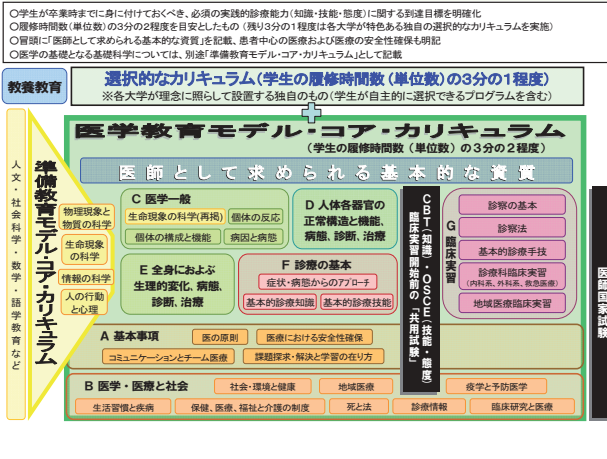 ○学生が卒業時までに身に付けておくべき、必須の実践的診療能力(知識・技能・態度)に関する到達目標を明確化
○履修時間数(単位数)の3分の2程度を目安としたもの(残り3分の1程度は各大学が特色ある独自の選択的なカリキュラムを実施)
○冒頭に「医師として求められる基本的な資質」を記載、患者中心の医療および医療の安全性確保も明記
○医学の基礎となる基礎科学については、別途「準備教育モデル・コア・カリキュラム」として記載
教養教育
選択的なカリキュラム(学生の履修時間数(単位数)の3分の1程度)
※各大学が理念に照らして設置する独自のもの(学生が自主的に選択できるプログラムを含む)
医学教育モデル・コア・カリキュラム
(学生の履修時間数(単位数)の3分の2程度)
医師として求められる基本的な資質
人文・社会科学・数学・語学教育など
準備教育モデル・コア・カリキュラム
物理現象と
物質の科学
生命現象
の科学
情報の科学
人の行動
と心理
C 医学一般
生命現象の科学(再掲)
個体の反応
個体の構成と機能
病因と病態
D 人体各器官の
正常構造と機能、
病態、診断、治療
E 全身におよぶ
生理的変化、病態、
診断、治療
F 診療の基本
症状・病態からのアプローチ
基本的診療知識
基本的診療技能
CBT(知識)・OSCE(技能・態度)
臨床実習開始前の「共用試験」
G 臨床実習
診察の基本
診察法
基本的診療手技
診療科臨床実習
(内科系、外科系、救急医療)
地域医療臨床実習
医師国家試験
A 基本事項
医の原則
医療における安全性確保
コミュニケーションとチーム医療
課題探求・解決と学習の在り方
B 医学・医療と社会
社会・環境と健康
地域医療
疫学と予防医学
生活習慣と疾病
保健、医療、福祉と介護の制度
死と法
診療情報
臨床研究と医療